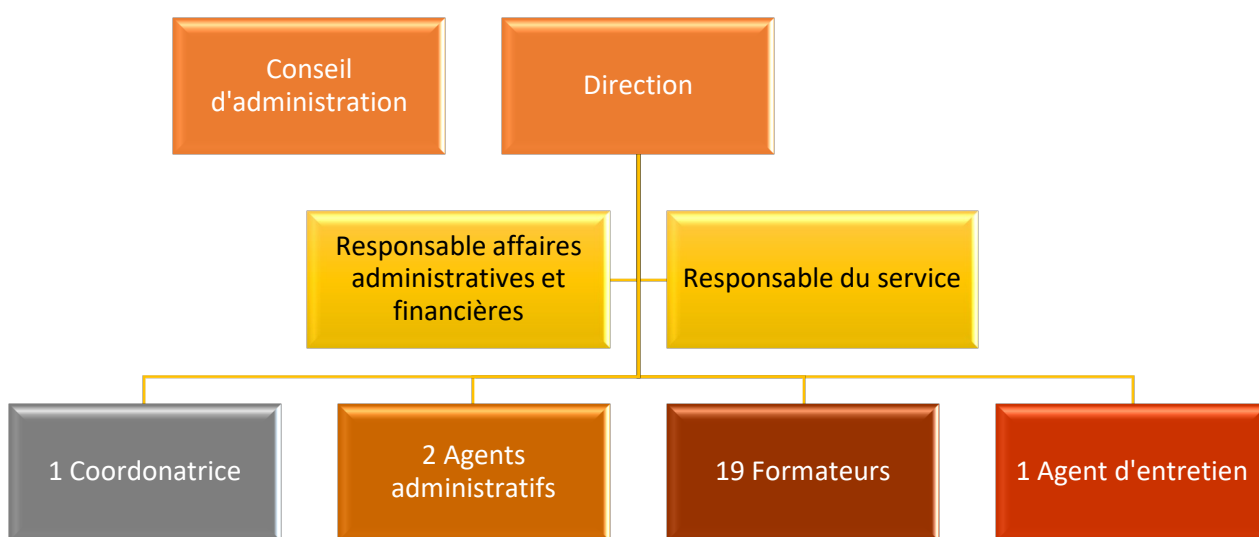 Conseil
d'administration
Direction
Responsable affaires
administratives et
financières
Responsable du service
1 Coordonatrice
2 Agents
administratifs
19 Formateurs
1 Agent d'entretien